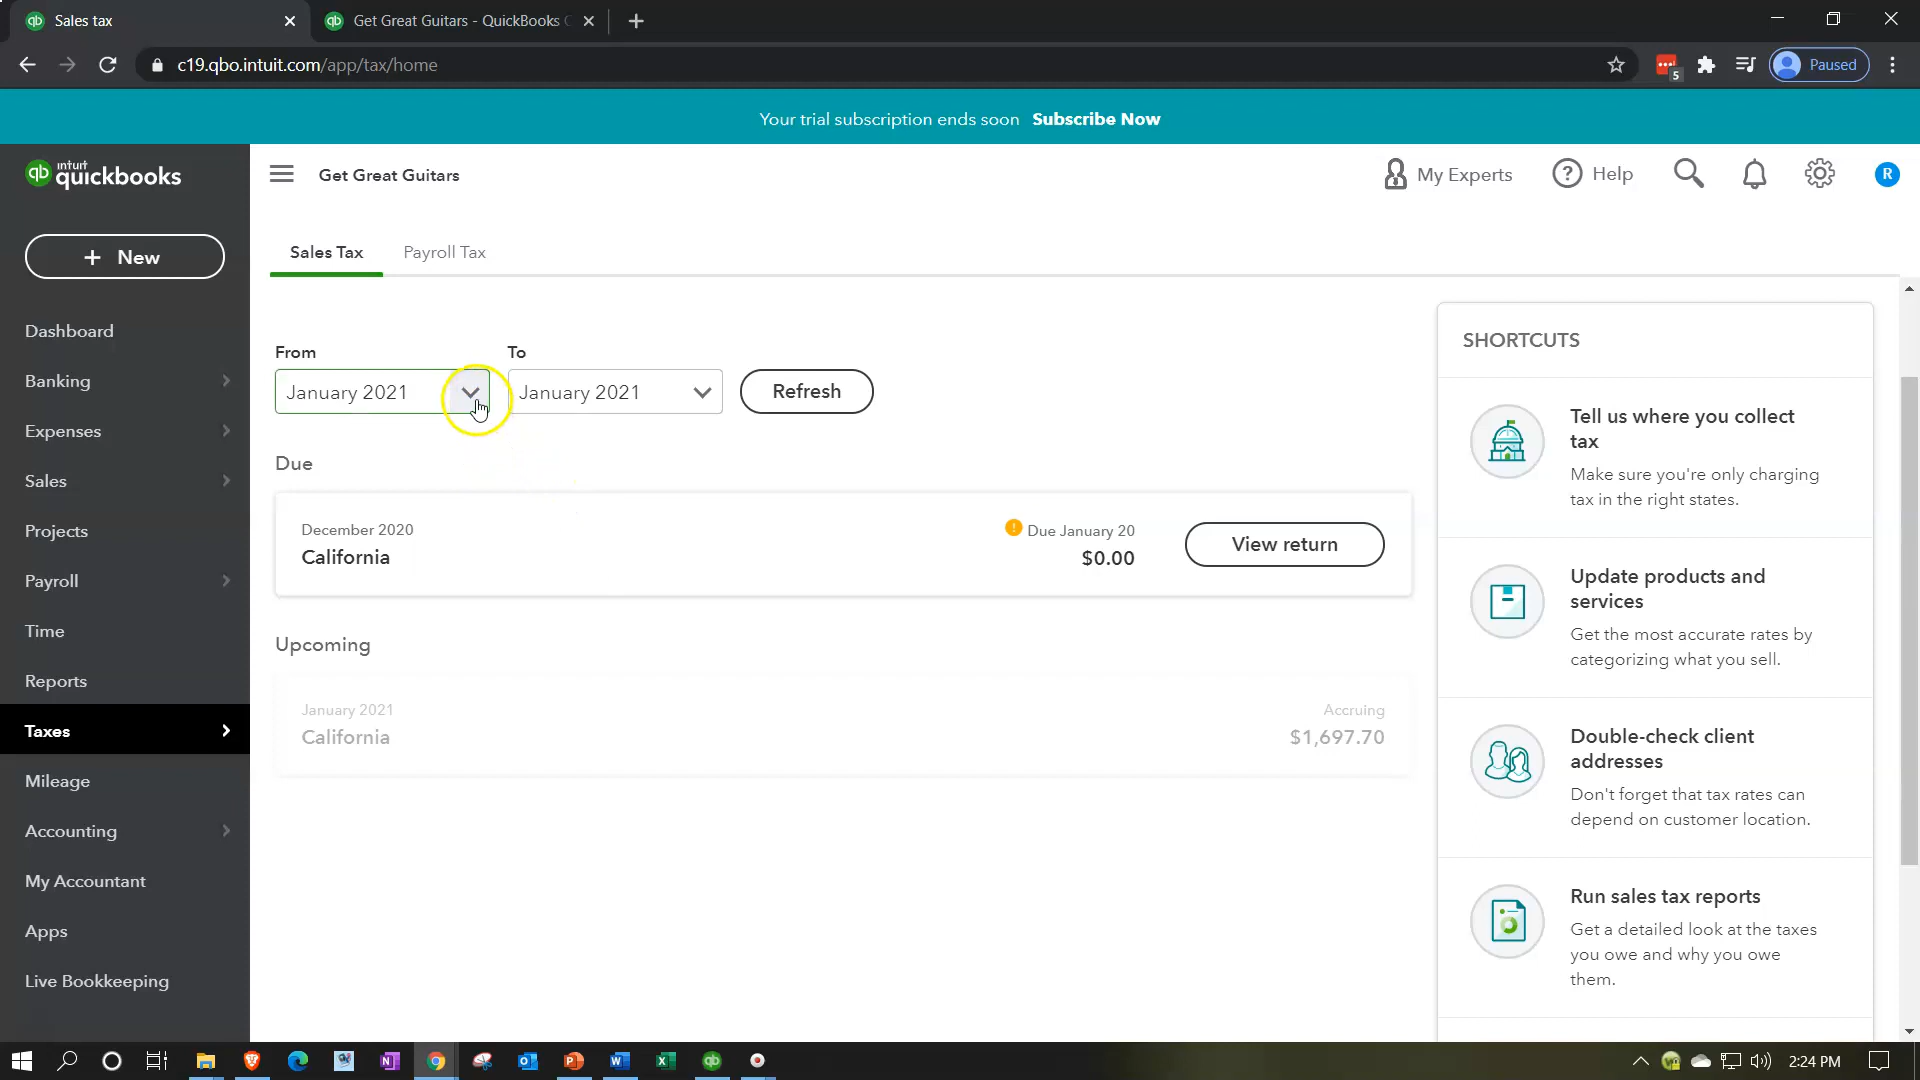 Sales tax
Get Great Guitars - QuickBooks
c19.qbo.intuit.com/app/tax/home
5
Paused
Your trial subscription ends soon Subscribe Now
qb intuit quickbooks
Get Great Guitars
My Experts
? Help
R
+ New
Sales Tax
Payroll Tax
Dashboard
Banking
Expenses
Sales
Projects
Payroll
Time
Reports
Taxes
Mileage
Accounting
My Accountant
Apps
Live Bookkeeping
From
To
January 2021
January 2021
Refresh
Due
December 2020
California
! Due January 20
$0.00
View return
Upcoming
January 2021
California
Accruing
$1,697.70
SHORTCUTS
Tell us where you collect
tax
Make sure you're only charging
tax in the right states.
Update products and
services
Get the most accurate rates by
categorizing what you sell.
Double-check client
addresses
Don't forget that tax rates can
depend on customer location.
Run sales tax reports
Get a detailed look at the taxes
you owe and why you owe
them.
2:24 PM